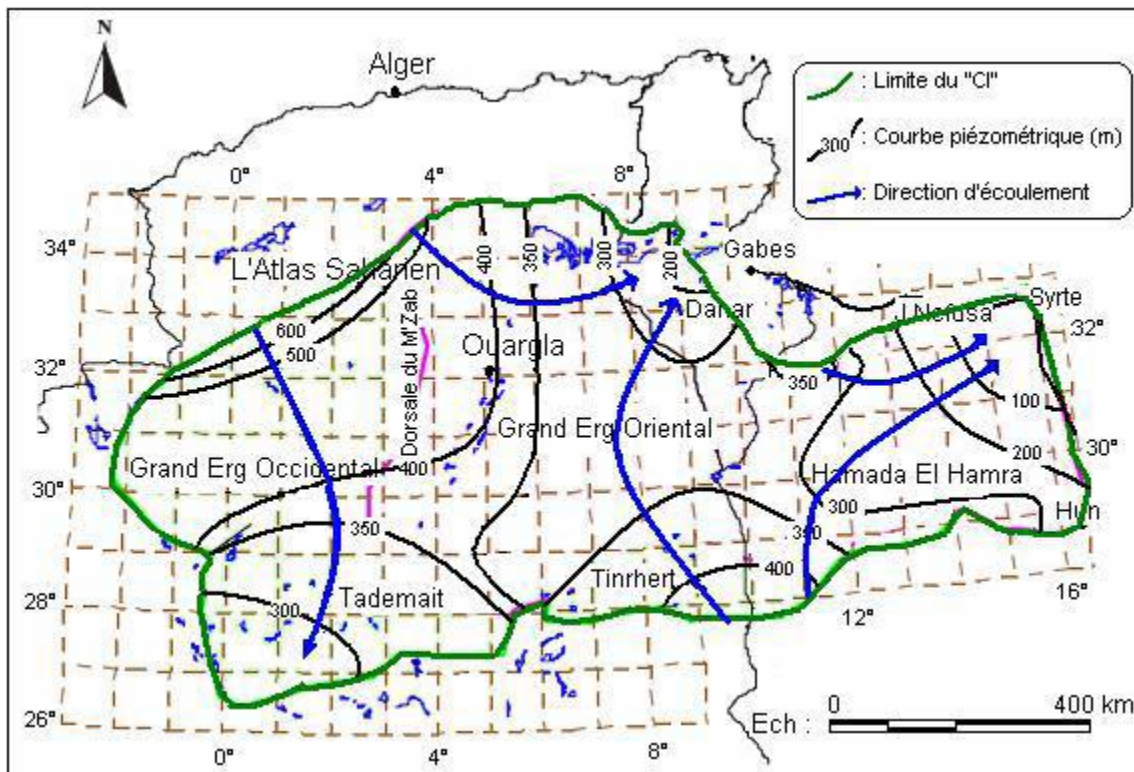 N
Alger
: Limite du "CI"
300 : Courbe piézométrique (m)
: Direction d'écoulement
0° 4° 8° 12° 16°
34°
L'Atlas Saharien
400 350 300 200
Gabes
Dahar
J.Nefusa
Syrte
32°
600
500
Dorsale du M'Zab
Ouargla
32°
350
100
Grand Erg Oriental
30°
200
Grand Erg Occidental
400
Hamada El Hamra
30°
300
Hun
350
350
Tinrhert
400
28°
Tademait
300
12°
16°
26°
0° 4° 8°
0 400 km
Ech :